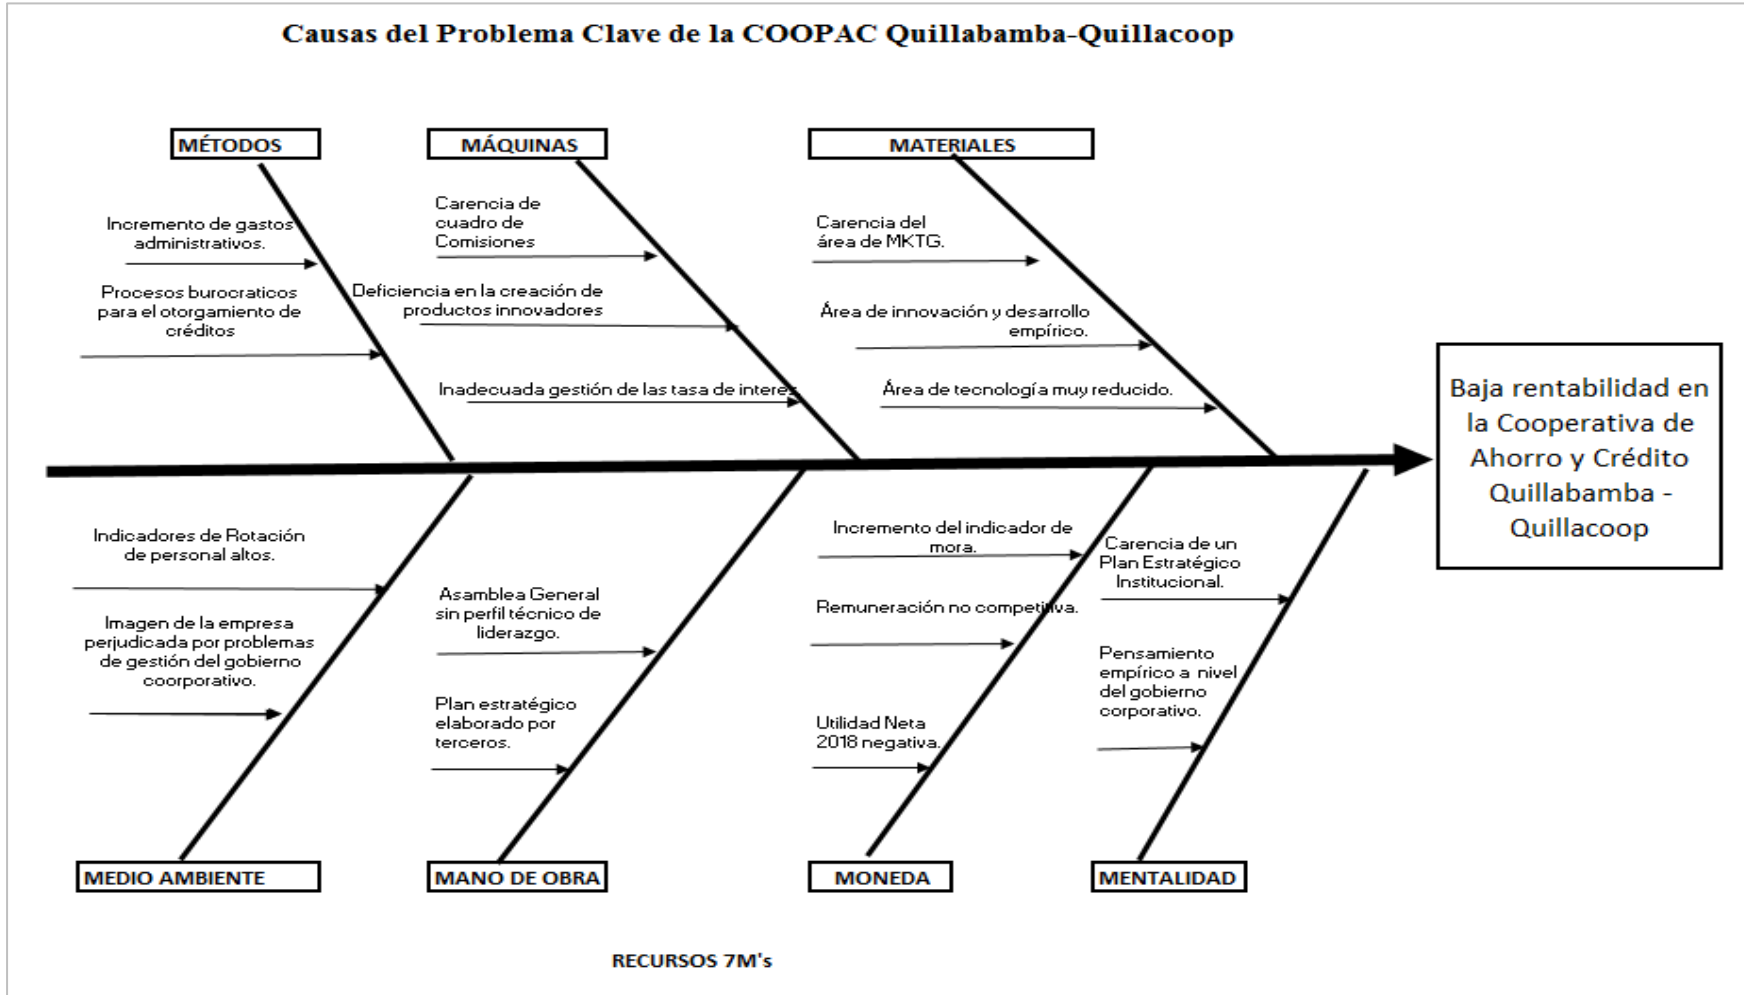 Causas del Problema Clave de la COOPAC Quillabamba-Quillacoop
MÉTODOS
MÁQUINAS
MATERIALES
Incremento de gastos
administrativos.
Procesos burocraticos
para el otorgamiento de
créditos
Carencia de
cuadro de
Comisiones
Deficiencia en la creación de
productos innovadores
Inadecuada gestión de las tasa de interes
Carencia del
área de MKTG.
Área de innovación y desarrollo
empírico.
Área de tecnología muy reducido.
Baja rentabilidad en
la Cooperativa de
Ahorro y Crédito
Quillabamba -
Quillacoop
Indicadores de Rotación
de personal altos.
Imagen de la empresa
perjudicada por problemas
de gestión del gobierno
coorporativo.
Asamblea General
sin perfil técnico de
liderazgo.
Plan estratégico
elaborado por
terceros.
Incremento del indicador de
mora.
Remuneración no competitiva.
Utilidad Neta
2018 negativa.
Carencia de un
Plan Estratégico
Institucional.
Pensamiento
empírico a nivel
del gobierno
corporativo.
MEDIO AMBIENTE
MANO DE OBRA
MONEDA
MENTALIDAD
RECURSOS 7M's